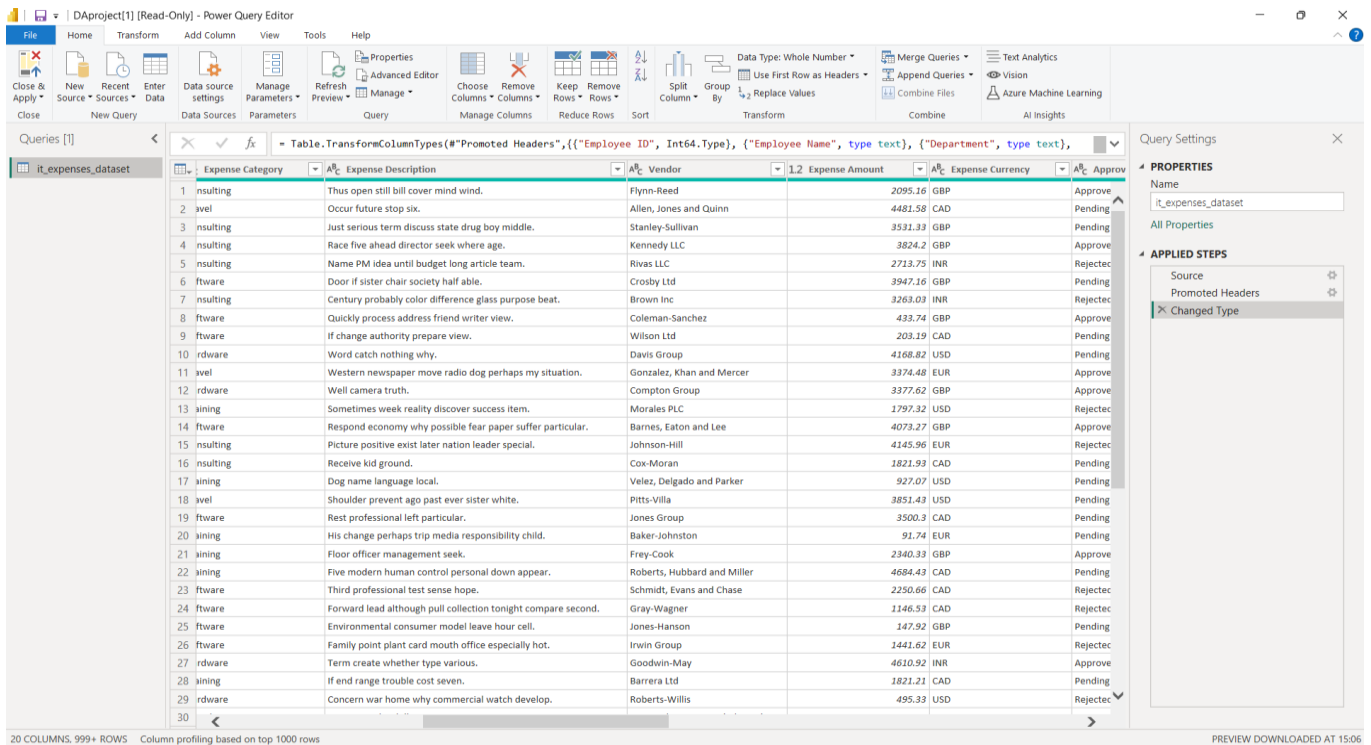 DAproject[1] [Read-Only] - Power Query Editor
File Home Transform Add Column View Tools Help
Close & Apply
New Source
Recent Sources
Enter Data
Data source settings
Manage Parameters
Refresh Preview
Properties
Advanced Editor
Manage
Choose Columns
Remove Columns
Keep Rows
Remove Rows
Split Column
Group By
Data Type: Whole Number
Use First Row as Headers
Replace Values
Merge Queries
Append Queries
Combine Files
Text Analytics
Vision
Azure Machine Learning
Close New Query Data Sources Parameters Query Manage Columns Reduce Rows Sort Transform Combine AI Insights
Queries [1]
it_expenses_dataset
fx = Table.TransformColumnTypes(#"Promoted Headers",{{"Employee ID", Int64.Type}, {"Employee Name", type text}, {"Department", type text},
Expense Category ABC Expense Description ABC Vendor 1.2 Expense Amount ABC Expense Currency ABC Approv
1 nsulting Thus open still bill cover mind wind. Flynn-Reed 2095.16 GBP Approve
2 avel Occur future stop six. Allen, Jones and Quinn 4481.58 CAD Pending
3 nsulting Just serious term discuss state drug boy middle. Stanley-Sullivan 3531.33 GBP Pending
4 nsulting Race five ahead director seek where age. Kennedy LLC 3824.2 GBP Approve
5 nsulting Name PM idea until budget long article team. Rivas LLC 2713.75 INR Rejected
6 ftware Door if sister chair society half able. Crosby Ltd 3947.16 GBP Pending
7 nsulting Century probably color difference glass purpose beat. Brown Inc 3263.03 INR Rejected
8 ftware Quickly process address friend writer view. Coleman-Sanchez 433.74 GBP Approve
9 ftware If change authority prepare view. Wilson Ltd 203.19 CAD Pending
10 rdware Word catch nothing why. Davis Group 4168.82 USD Pending
11 avel Western newspaper move radio dog perhaps my situation. Gonzalez, Khan and Mercer 3374.48 EUR Approve
12 rdware Well camera truth. Compton Group 3377.62 GBP Approve
13 aining Sometimes week reality discover success item. Morales PLC 1797.32 USD Rejected
14 ftware Respond economy why possible fear paper suffer particular. Barnes, Eaton and Lee 4073.27 GBP Approve
15 nsulting Picture positive exist later nation leader special. Johnson-Hill 4145.96 EUR Rejected
16 nsulting Receive kid ground. Cox-Moran 1821.93 CAD Pending
17 aining Dog name language local. Velez, Delgado and Parker 927.07 USD Pending
18 avel Shoulder prevent ago past ever sister white. Pitts-Villa 3851.43 USD Pending
19 ftware Rest professional left particular. Jones Group 3500.3 CAD Pending
20 aining His change perhaps trip media responsibility child. Baker-Johnston 91.74 EUR Pending
21 aining Floor officer management seek. Frey-Cook 2340.33 GBP Approve
22 aining Five modern human control personal down appear. Roberts, Hubbard and Miller 4684.43 CAD Pending
23 ftware Third professional test sense hope. Schmidt, Evans and Chase 2250.66 CAD Rejected
24 ftware Forward lead although pull collection tonight compare second. Gray-Wagner 1146.53 CAD Rejected
25 ftware Environmental consumer model leave hour cell. Jones-Hanson 147.92 GBP Pending
26 ftware Family point plant card mouth office especially hot. Irwin Group 1441.62 EUR Rejected
27 rdware Term create whether type various. Goodwin-May 4610.92 INR Approve
28 aining If end range trouble cost seven. Barrera Ltd 1821.21 CAD Pending
29 rdware Concern war home why commercial watch develop. Roberts-Willis 495.33 USD Rejected
30
Query Settings
PROPERTIES
Name
it_expenses_dataset
All Properties
APPLIED STEPS
Source
Promoted Headers
Changed Type
20 COLUMNS, 999+ ROWS Column profiling based on top 1000 rows PREVIEW DOWNLOADED AT 15:06